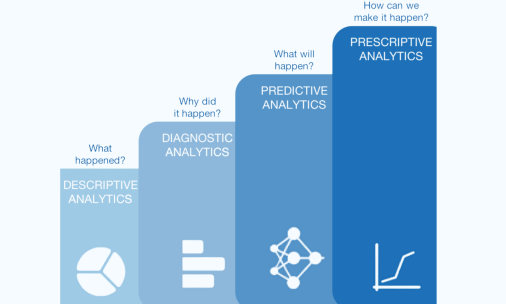 What
happened?
DESCRIPTIVE
ANALYTICS
Why did
it happen?
DIAGNOSTIC
ANALYTICS
What will
happen?
PREDICTIVE
ANALYTICS
How can we
make it happen?
PRESCRIPTIVE
ANALYTICS